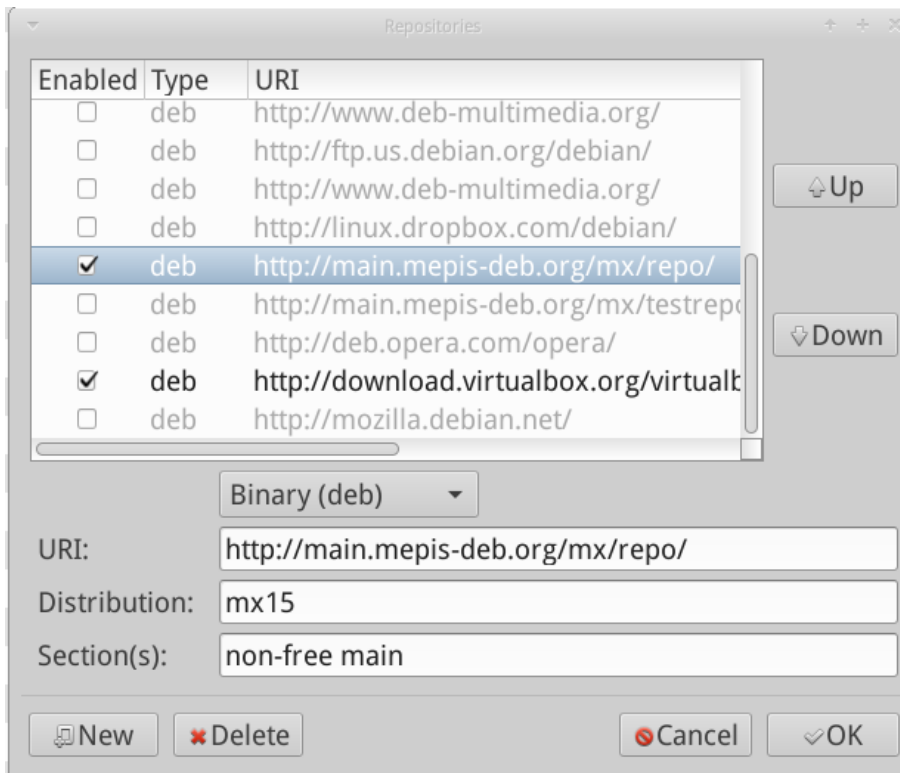 Repositories
Enabled Type URI
deb http://www.deb-multimedia.org/
deb http://ftp.us.debian.org/debian/
deb http://www.deb-multimedia.org/
Up
deb http://linux.dropbox.com/debian/
deb http://main.mepis-deb.org/mx/repo/
deb http://main.mepis-deb.org/mx/testrepo
Down
deb http://deb.opera.com/opera/
deb http://download.virtualbox.org/virtualb
deb http://mozilla.debian.net/
Binary (deb)
URI: http://main.mepis-deb.org/mx/repo/
Distribution: mx15
Section(s): non-free main
New Delete Cancel OK